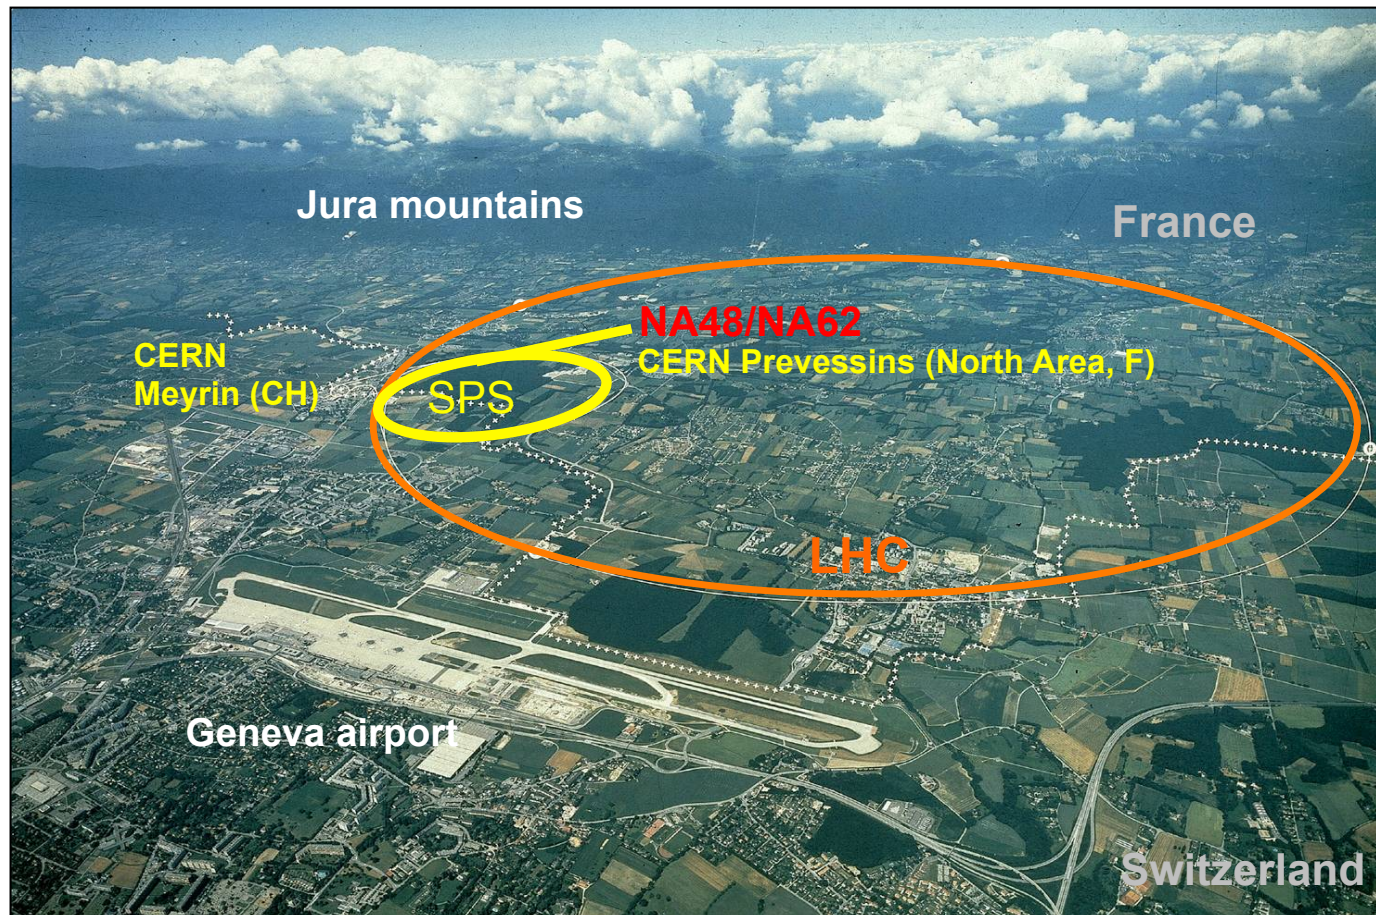 Jura mountains
France
NA48/NA62
CERN Prevessins (North Area, F)
CERN
Meyrin (CH)
SPS
LHC
Geneva airport
Switzerland